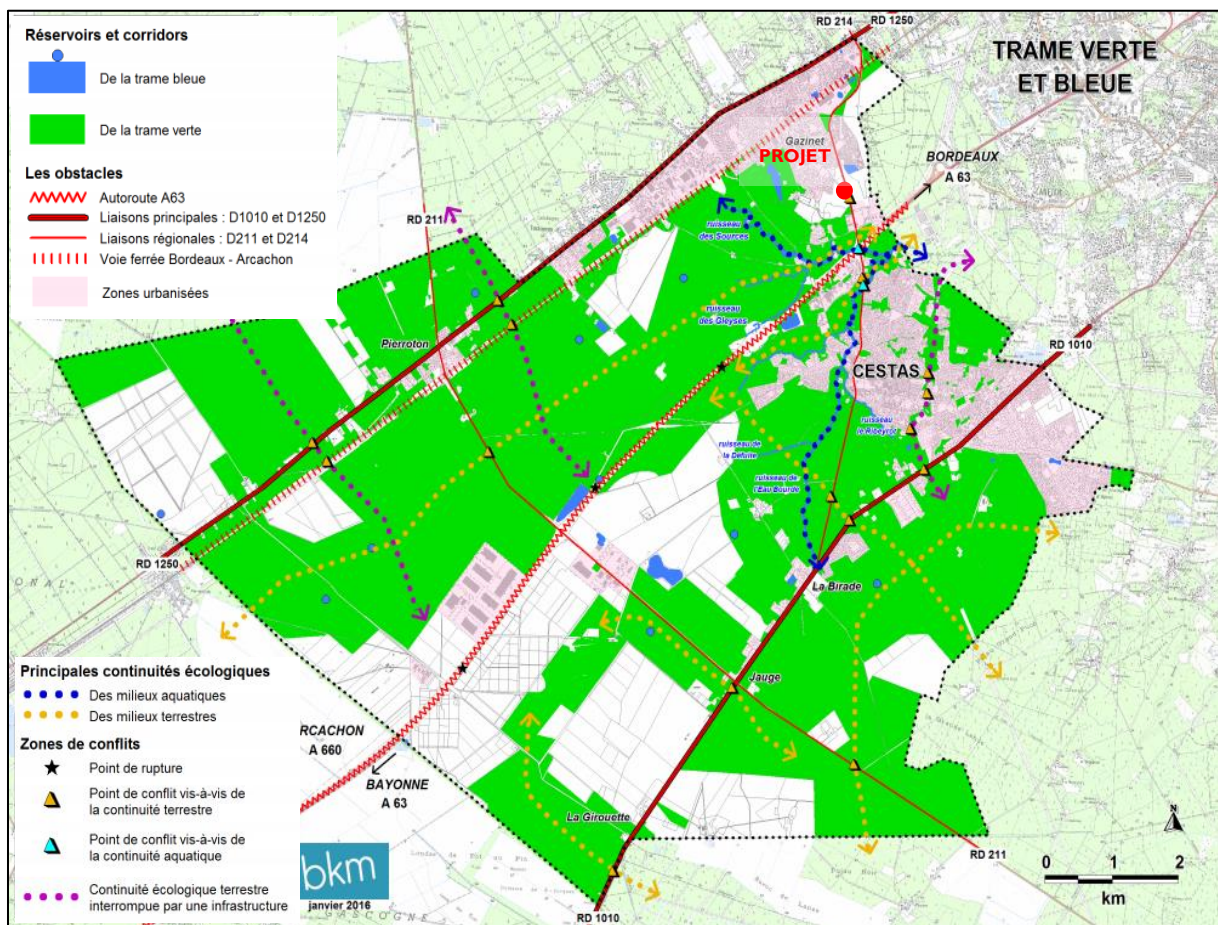 Réservoirs et corridors
De la trame bleue
De la trame verte
Les obstacles
Autoroute A63
Liaisons principales : D1010 et D1250
Liaisons régionales : D211 et D214
Voie ferrée Bordeaux - Arcachon
Zones urbanisées
RD 214
RD 1250
TRAME VERTE
ET BLEUE
Gazinet
PROJET
BORDEAUX
A 63
RD 211
ruisseau
des Sources
ruisseau
des Gleyses
Pierroton
RD 1010
CESTAS
ruisseau
le Ribeyrot
ruisseau de
la Dehine
ruisseau de
l'Eau Bourde
RD 1250
La Birade
Jauge
Principales continuités écologiques
Des milieux aquatiques
Des milieux terrestres
Zones de conflits
Point de rupture
Point de conflit vis-à-vis de
la continuité terrestre
Point de conflit vis-à-vis de
la continuité aquatique
Continuité écologique terrestre
interrompue par une infrastructure
RCACHON
A 660
BAYONNE
A 63
La Girouette
bkm
janvier 2016
GASCOGNE
RD 1010
RD 211
N
0 1 2
km